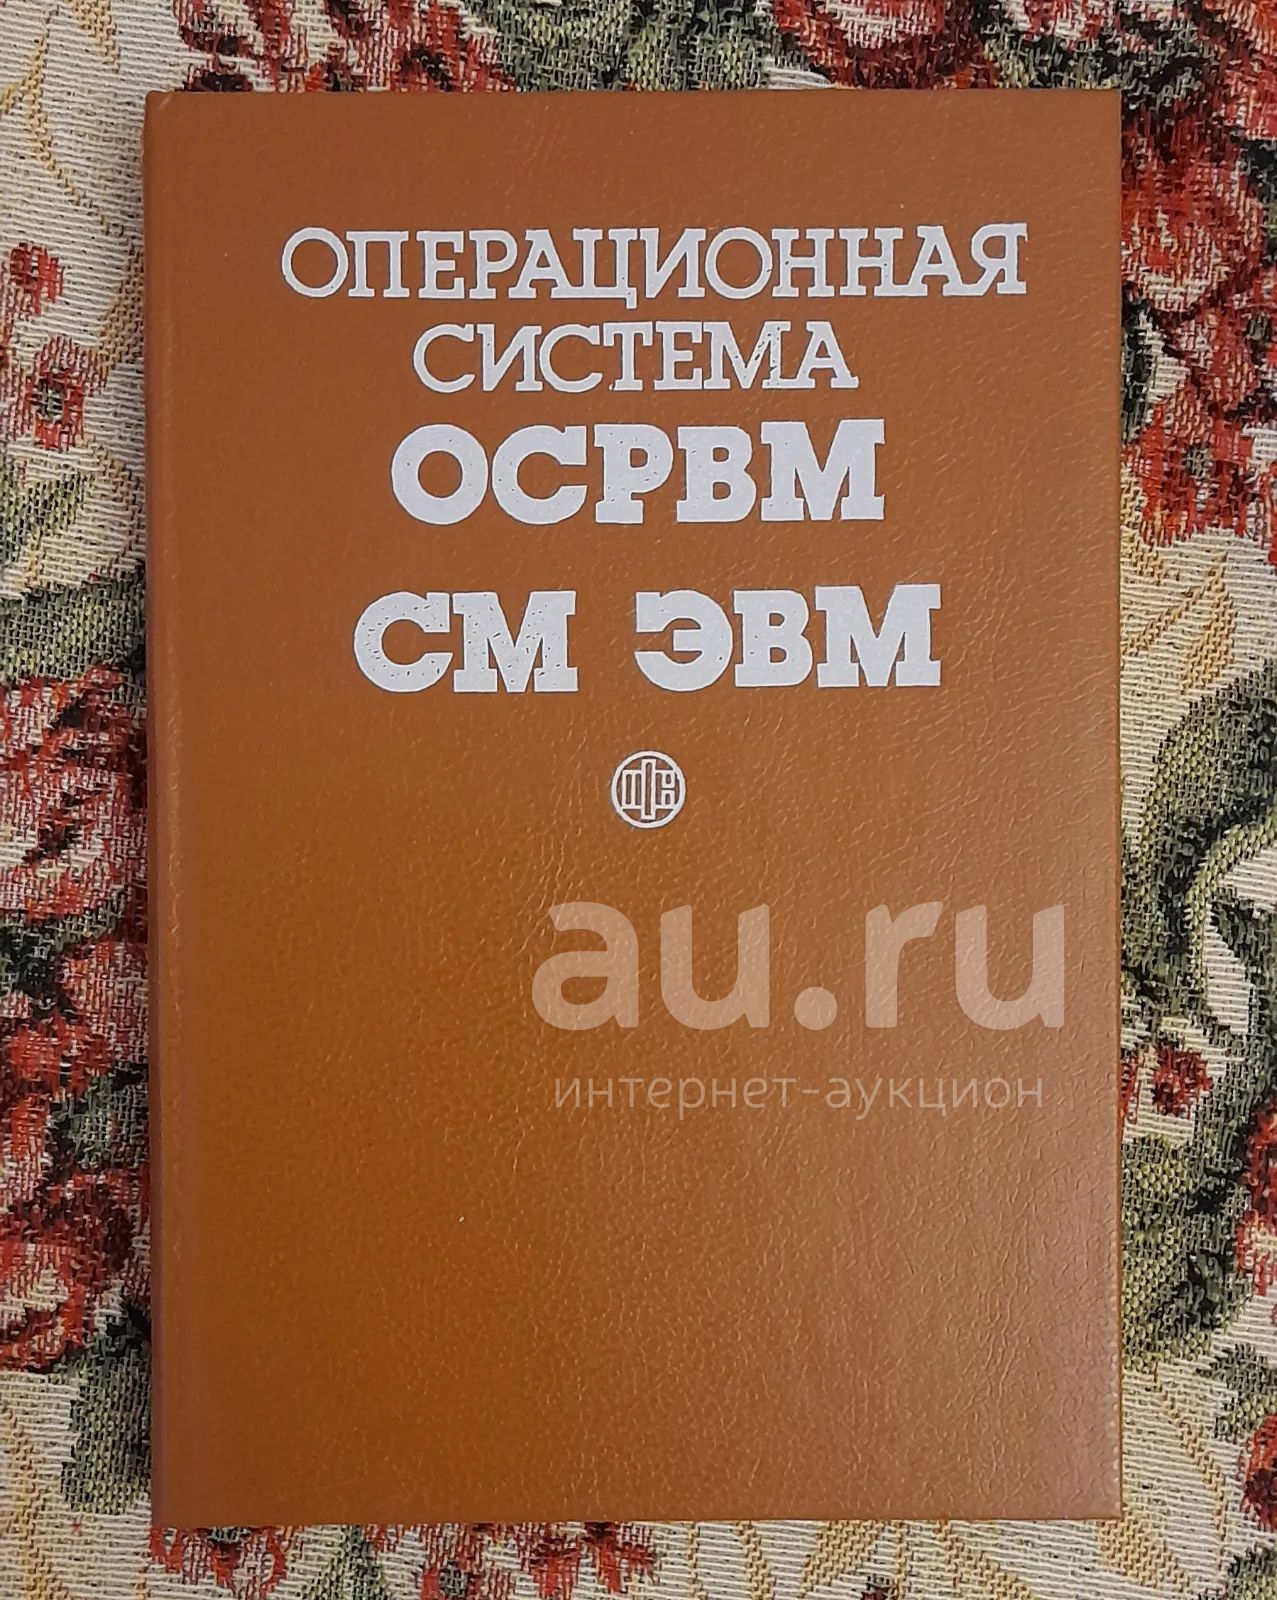 ОПЕРАЦИОННАЯ
СИСТЕМА
ОСРВМ
СМ ЭВМ
au.ru
интернет-аукцион